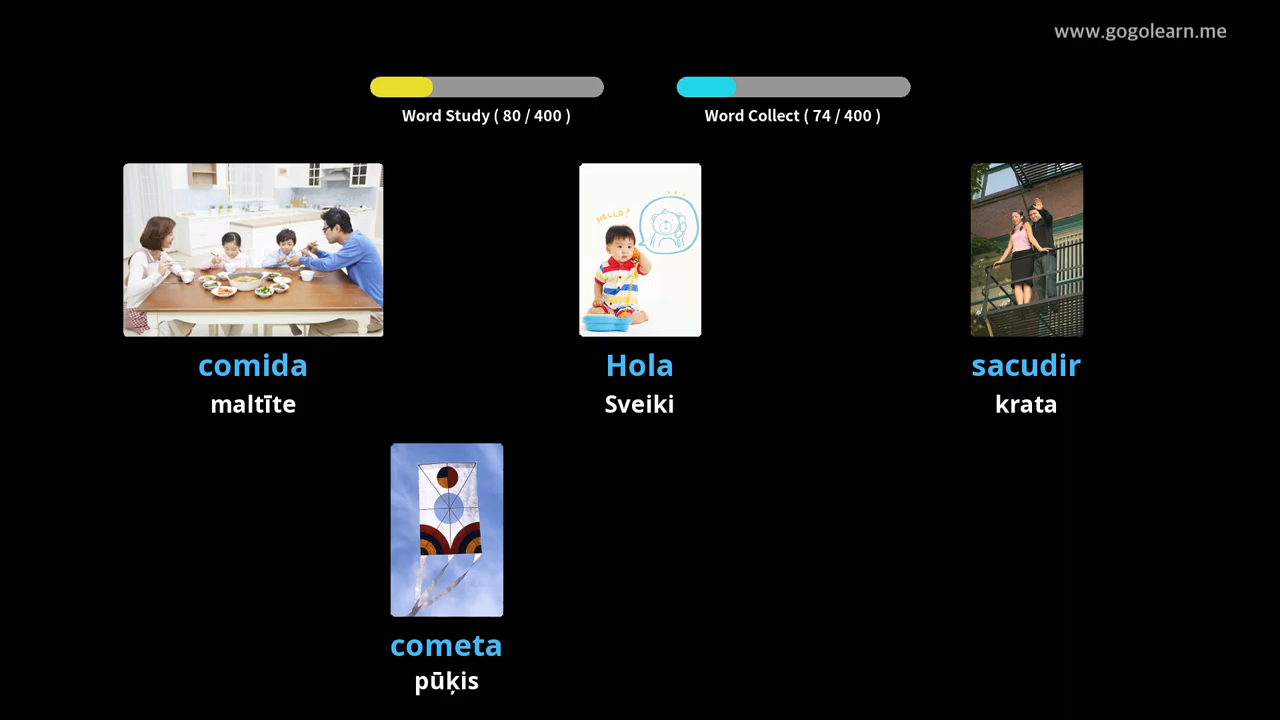 www.gogolearn.me
Word Study ( 80 / 400 )
Word Collect ( 74 / 400 )
HELLO!
comida
maltīte
Hola
Sveiki
sacudir
krata
cometa
pūķis